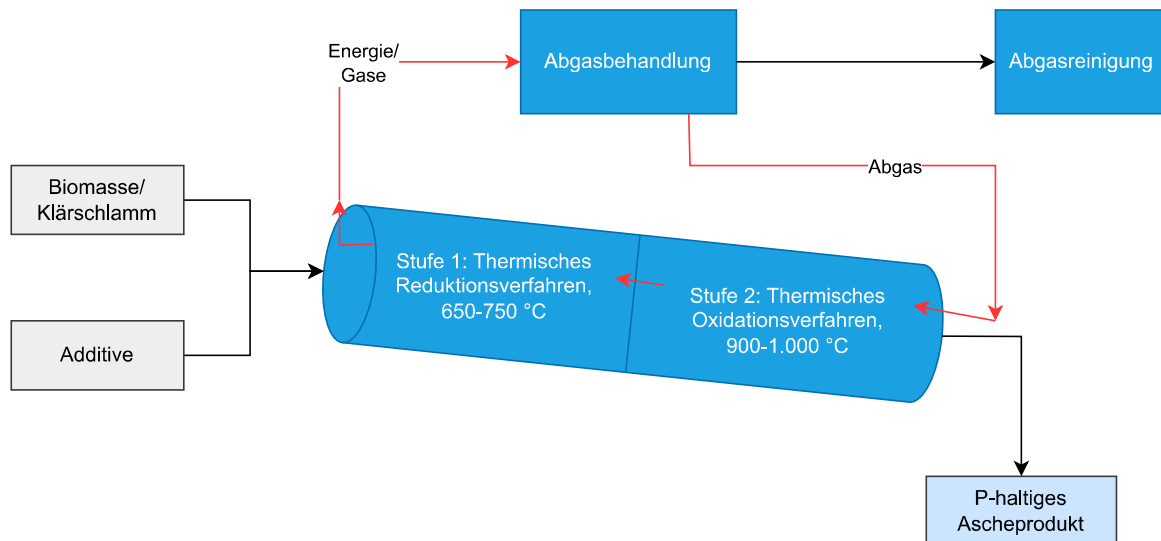 Energie/
Gase
Abgasbehandlung
Abgasreinigung
Abgas
Biomasse/
Klärschlamm
Additive
Stufe 1: Thermisches
Reduktionsverfahren,
650-750 °C
Stufe 2: Thermisches
Oxidationsverfahren,
900-1.000 °C
P-haltiges
Ascheprodukt